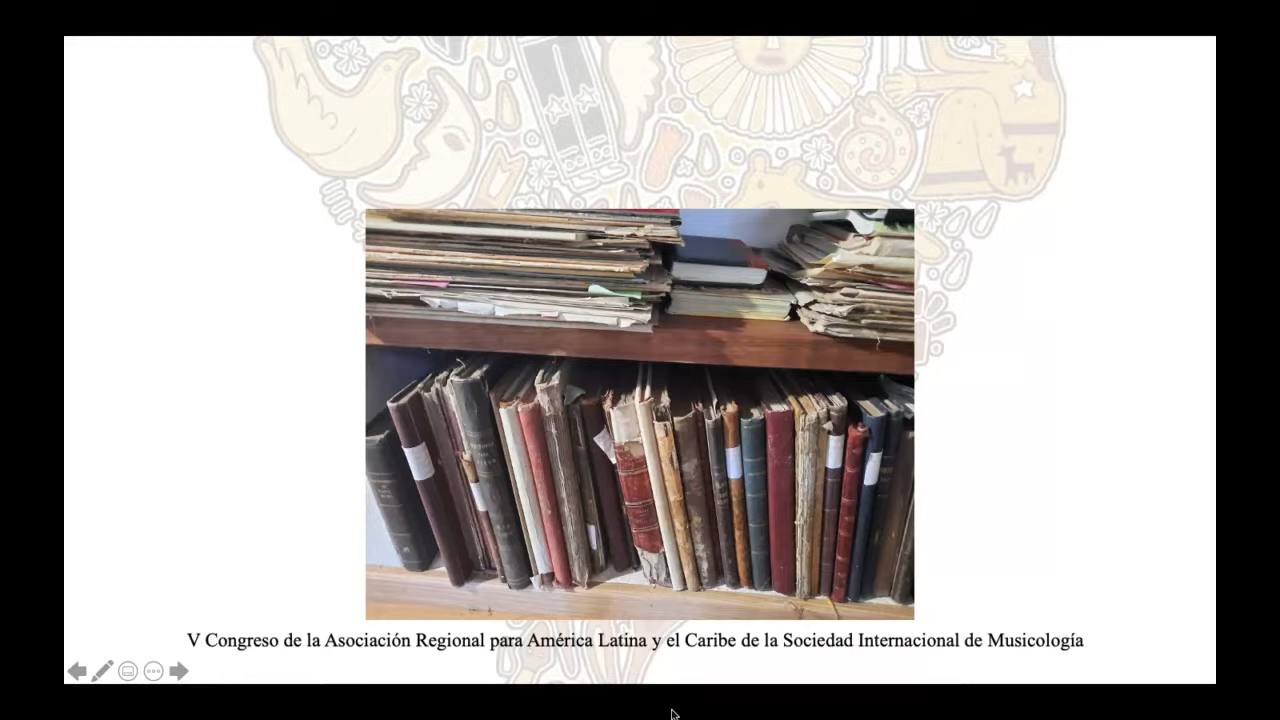 V Congreso de la Asociación Regional para América Latina y el Caribe de la Sociedad Internacional de Musicología